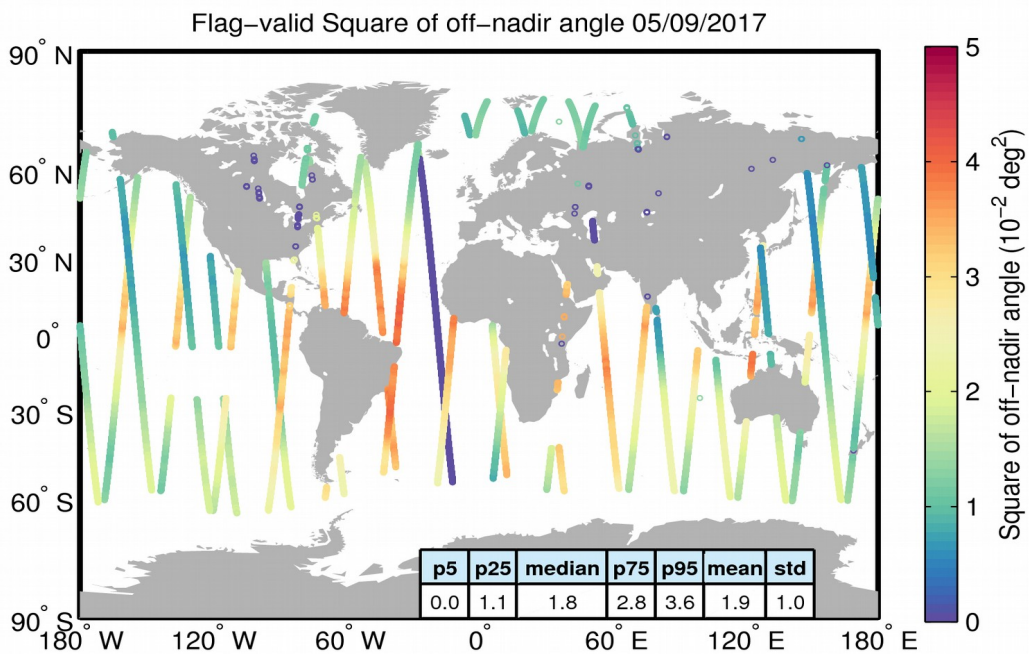 Flag−valid Square of off−nadir angle 05/09/2017
90° N
60° N
30° N
0°
30° S
60° S
90° S
180° W
120° W
60° W
0°
60° E
120° E
180° E
p5 p25 median p75 p95 mean std
0.0 1.1 1.8 2.8 3.6 1.9 1.0
5
4
3
2
1
0
Square of off−nadir angle (10⁻² deg²)